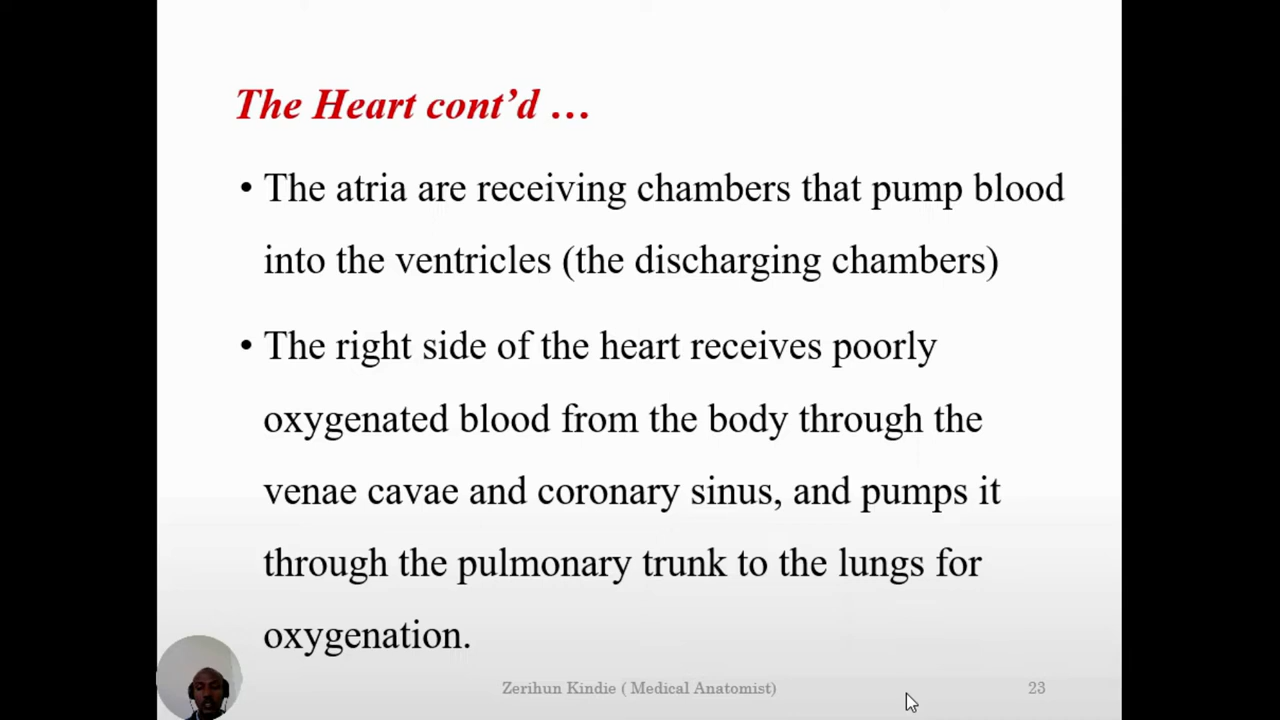 The Heart cont’d …
• The atria are receiving chambers that pump blood
into the ventricles (the discharging chambers)
• The right side of the heart receives poorly
oxygenated blood from the body through the
venae cavae and coronary sinus, and pumps it
through the pulmonary trunk to the lungs for
oxygenation.
Zerihun Kindie ( Medical Anatomist) 23